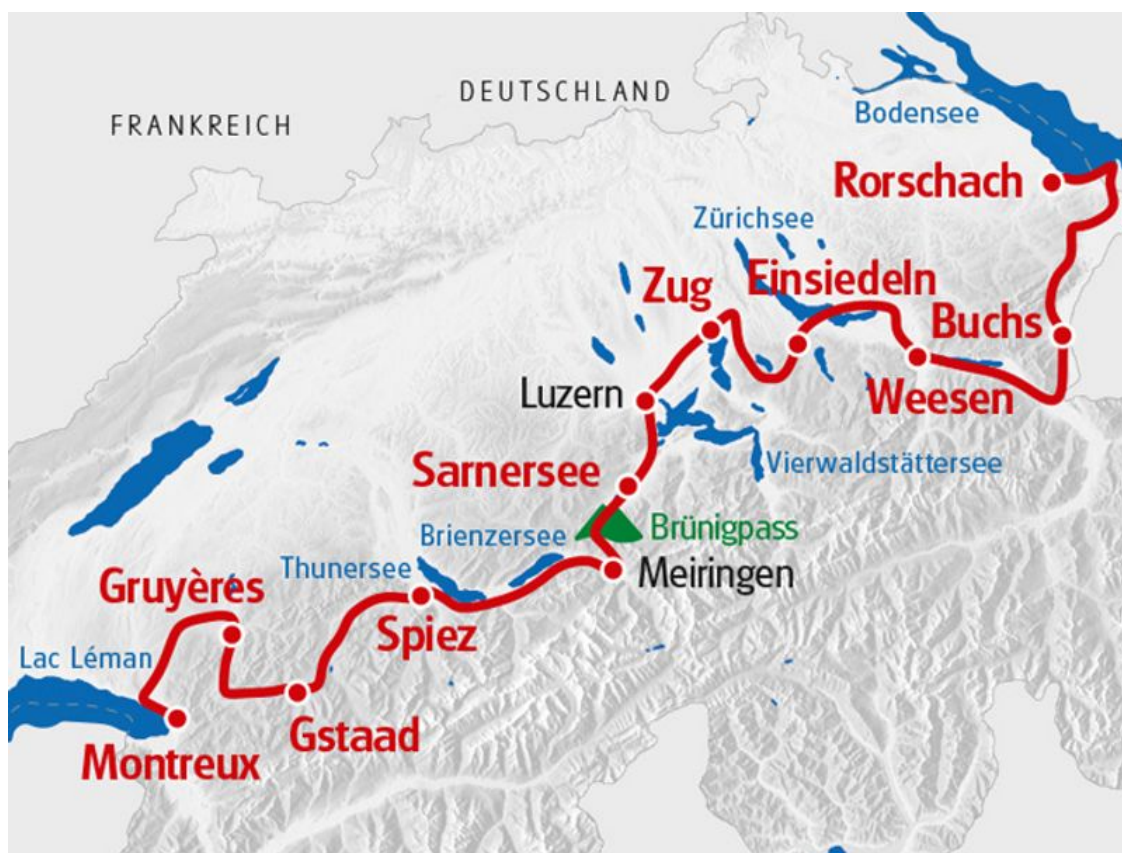 DEUTSCHLAND
FRANKREICH
Bodensee
Rorschach
Zürichsee
Zug
Einsiedeln
Buchs
Luzern
Weesen
Sarnersee
Vierwaldstättersee
Brienzersee
Brünigpass
Thunersee
Meiringen
Gruyères
Spiez
Lac Léman
Gstaad
Montreux